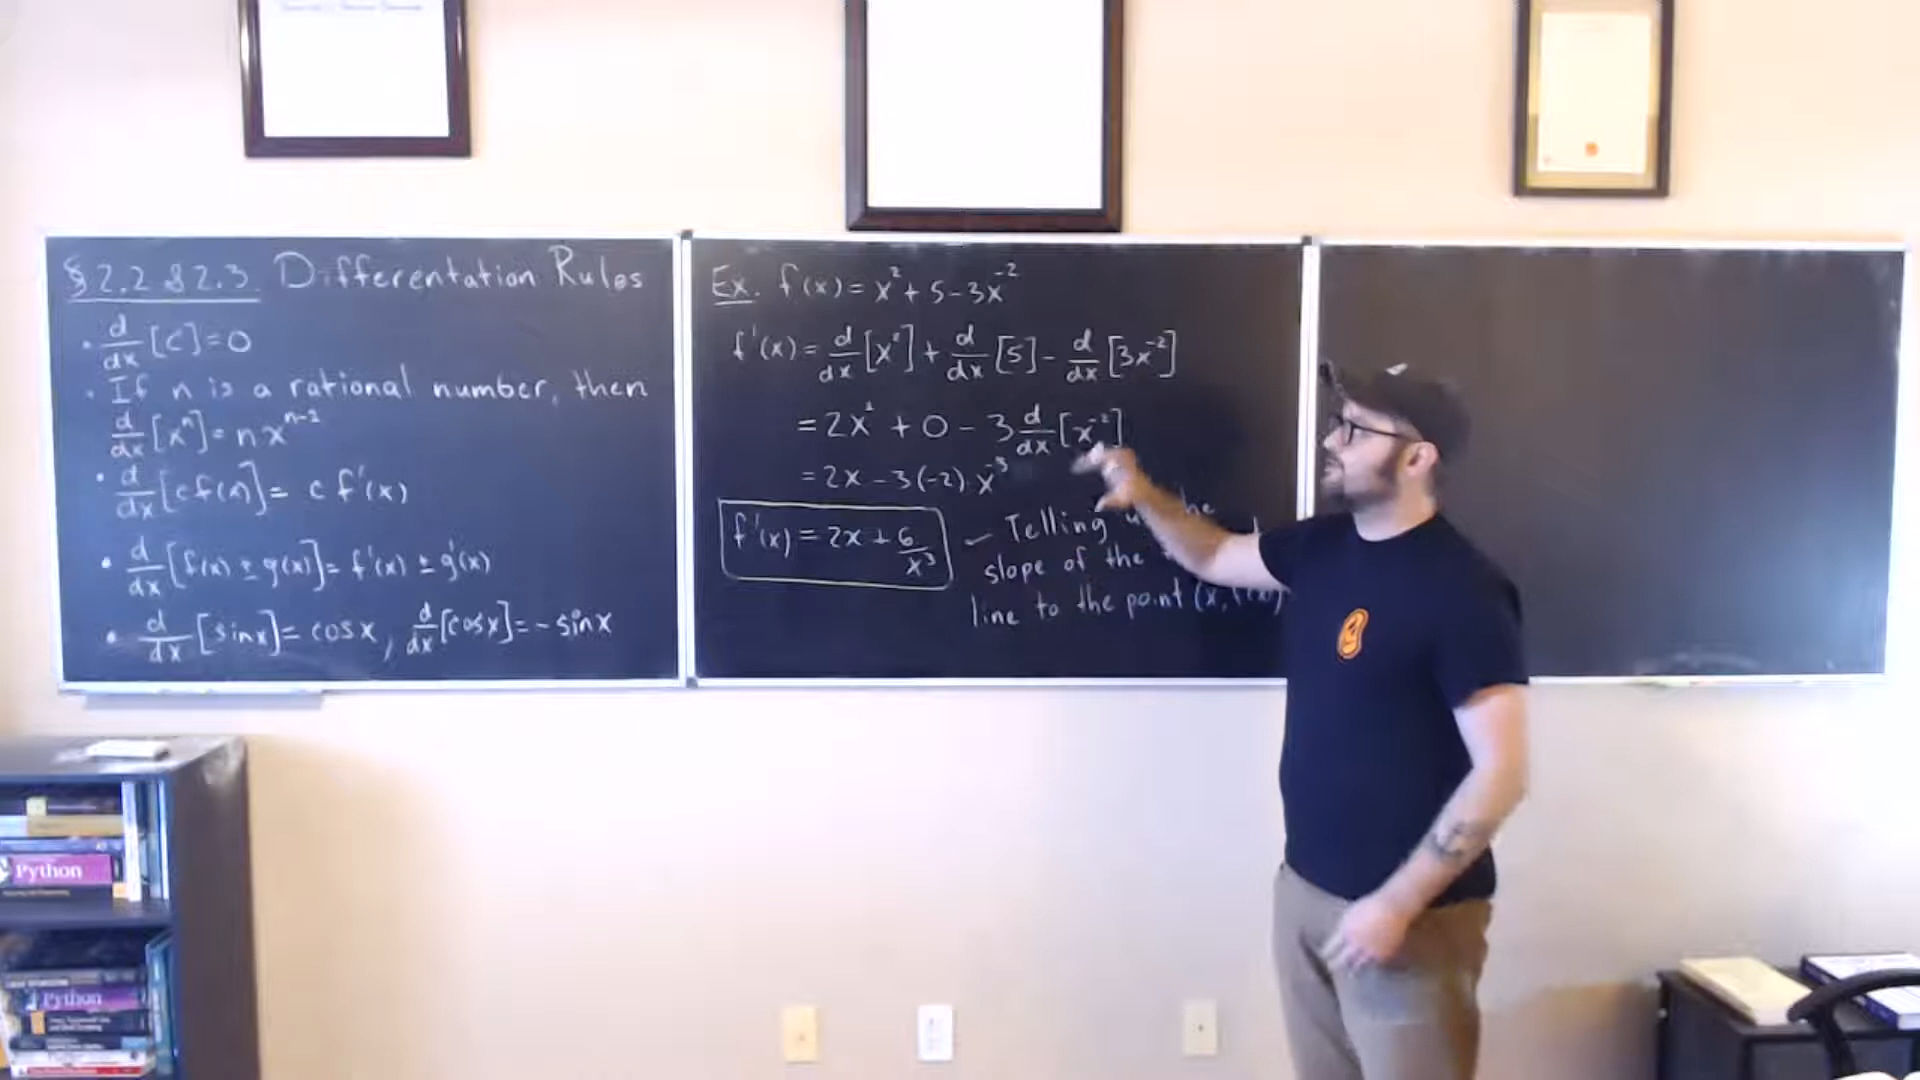 §2.2 & 2.3 Differentation Rules
• d/dx [c] = 0
• If n is a rational number, then
d/dx [xⁿ] = n xⁿ⁻¹
• d/dx [c f(x)] = c f'(x)
• d/dx [f(x) ± g(x)] = f'(x) ± g'(x)
• d/dx [sin x] = cos x, d/dx [cos x] = - sin x
Ex. f(x) = x² + 5 - 3x⁻²
f'(x) = d/dx [x²] + d/dx [5] - d/dx [3x⁻²]
= 2x¹ + 0 - 3 d/dx [x⁻²]
= 2x - 3(-2) · x⁻³
f'(x) = 2x + 6/x³
Telling
slope of the
line to the point (x, f(x))
Python
Python